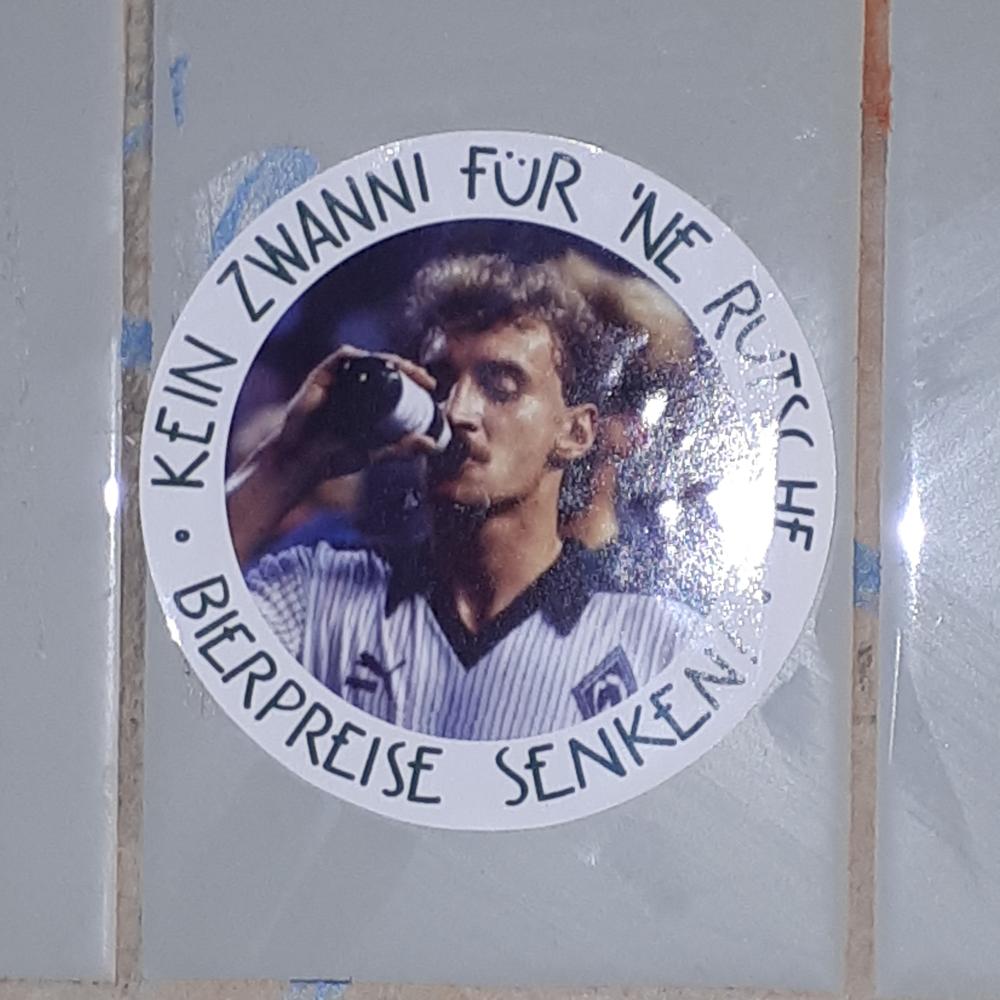 KEIN ZWANNI FÜR 'NE RUTSCHE
BIERPREISE SENKEN!